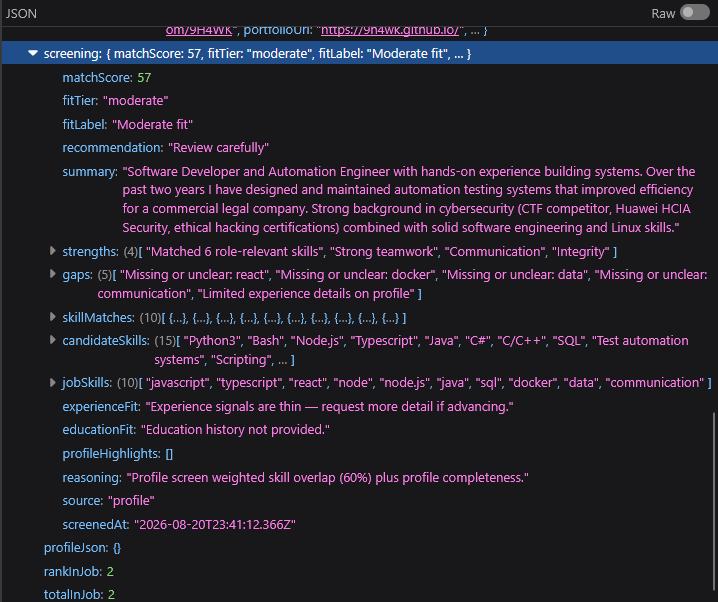 JSON Raw
om/9H4WK", portfolioUrl: "https://9h4wk.github.io/", … }
screening: { matchScore: 57, fitTier: "moderate", fitLabel: "Moderate fit", … }
matchScore: 57
fitTier: "moderate"
fitLabel: "Moderate fit"
recommendation: "Review carefully"
summary: "Software Developer and Automation Engineer with hands-on experience building systems. Over the
past two years I have designed and maintained automation testing systems that improved efficiency
for a commercial legal company. Strong background in cybersecurity (CTF competitor, Huawei HCIA
Security, ethical hacking certifications) combined with solid software engineering and Linux skills."
strengths: (4)[ "Matched 6 role-relevant skills", "Strong teamwork", "Communication", "Integrity" ]
gaps: (5)[ "Missing or unclear: react", "Missing or unclear: docker", "Missing or unclear: data", "Missing or unclear:
communication", "Limited experience details on profile" ]
skillMatches: (10)[ {…}, {…}, {…}, {…}, {…}, {…}, {…}, {…}, {…}, {…} ]
candidateSkills: (15)[ "Python3", "Bash", "Node.js", "Typescript", "Java", "C#", "C/C++", "SQL", "Test automation
systems", "Scripting", … ]
jobSkills: (10)[ "javascript", "typescript", "react", "node", "node.js", "java", "sql", "docker", "data", "communication" ]
experienceFit: "Experience signals are thin — request more detail if advancing."
educationFit: "Education history not provided."
profileHighlights: []
reasoning: "Profile screen weighted skill overlap (60%) plus profile completeness."
source: "profile"
screenedAt: "2026-08-20T23:41:12.366Z"
profileJson: {}
rankInJob: 2
totalInJob: 2